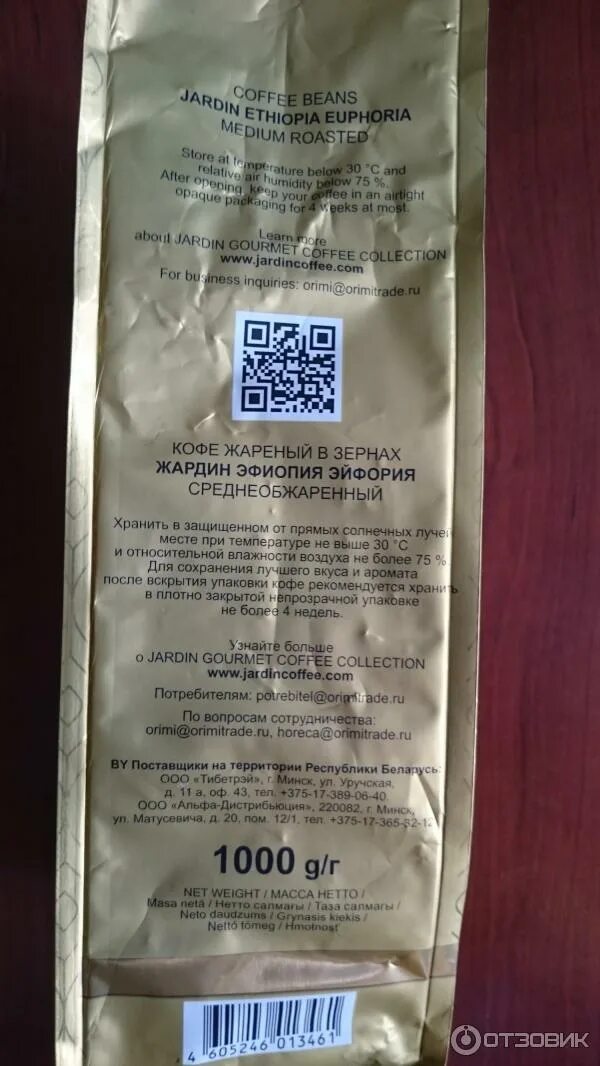 COFFEE BEANS
JARDIN ETHIOPIA EUPHORIA
MEDIUM ROASTED
Store at temperature below 30 °C and
relative air humidity below 75 %.
After opening, keep your coffee in an airtight
opaque packaging for 4 weeks at most.
Learn more
about JARDIN GOURMET COFFEE COLLECTION
www.jardincoffee.com
For business inquiries: orimi@orimitrade.ru
КОФЕ ЖАРЕНЫЙ В ЗЕРНАХ
ЖАРДИН ЭФИОПИЯ ЭЙФОРИЯ
СРЕДНЕОБЖАРЕННЫЙ
Хранить в защищенном от прямых солнечных лучей
месте при температуре не выше 30 °C
и относительной влажности воздуха не более 75 %
Для сохранения лучшего вкуса и аромата
после вскрытия упаковки кофе рекомендуется хранить
в плотно закрытой непрозрачной упаковке
не более 4 недель.
Узнайте больше
о JARDIN GOURMET COFFEE COLLECTION
www.jardincoffee.com
Потребителям: potrebitel@orimitrade.ru
По вопросам сотрудничества:
orimi@orimitrade.ru, horeca@orimitrade.ru
BY Поставщики на территории Республики Беларусь:
ООО «Тибетрэй», г. Минск, ул. Уручская,
д. 11 а, оф. 43, тел. +375-17-389-06-40.
ООО «Альфа-Дистрибьюция», 220082, г. Минск,
ул. Матусевича, д. 20, пом. 12/1, тел. +375-17-365-32-12
1000 g/г
NET WEIGHT / МАССА НЕТТО /
Masa netă / Нетто салмағы / Таза салмагы /
Neto daudzums / Grynasis kiekis /
Nettó tömeg / Hmotnosť
4 605246 013461
ОТЗОВИК